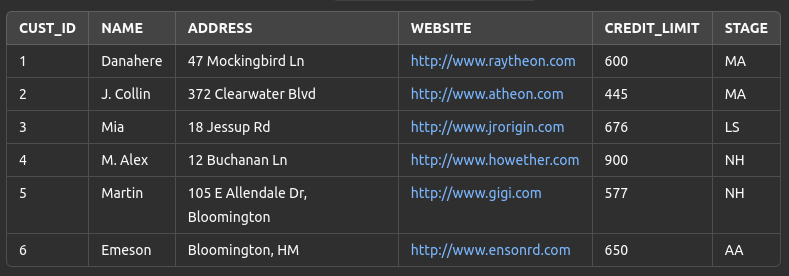 CUST_ID NAME ADDRESS WEBSITE CREDIT_LIMIT STAGE
1 Danahere 47 Mockingbird Ln http://www.raytheon.com 600 MA
2 J. Collin 372 Clearwater Blvd http://www.atheon.com 445 MA
3 Mia 18 Jessup Rd http://www.jrorigin.com 676 LS
4 M. Alex 12 Buchanan Ln http://www.howether.com 900 NH
5 Martin 105 E Allendale Dr, http://www.gigi.com 577 NH
Bloomington
6 Emeson Bloomington, HM http://www.ensonrd.com 650 AA